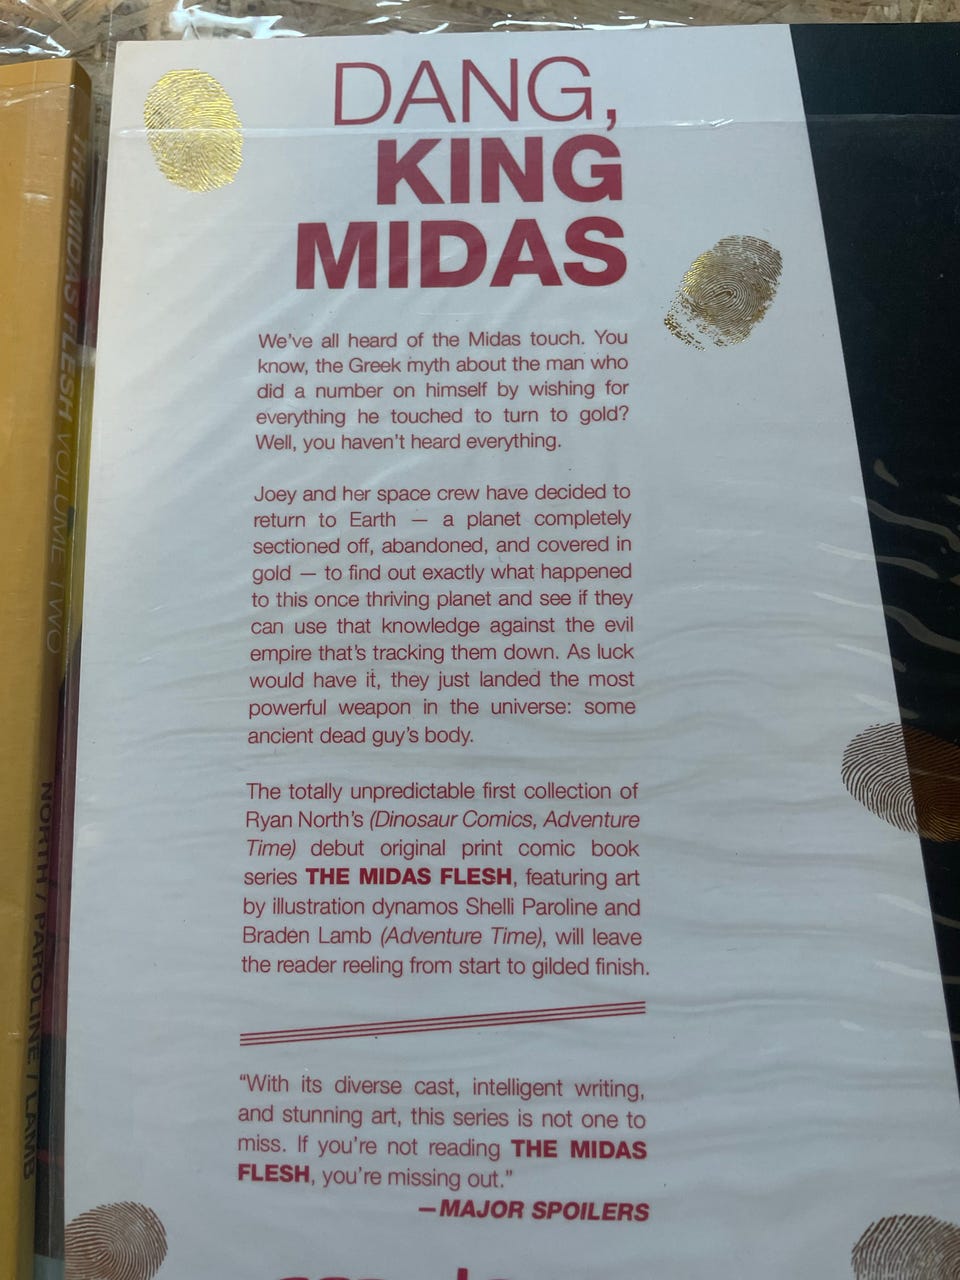 DANG,
KING
MIDAS
We've all heard of the Midas touch. You
know, the Greek myth about the man who
did a number on himself by wishing for
everything he touched to turn to gold?
Well, you haven't heard everything.
Joey and her space crew have decided to
return to Earth — a planet completely
sectioned off, abandoned, and covered in
gold — to find out exactly what happened
to this once thriving planet and see if they
can use that knowledge against the evil
empire that's tracking them down. As luck
would have it, they just landed the most
powerful weapon in the universe: some
ancient dead guy's body.
The totally unpredictable first collection of
Ryan North's (Dinosaur Comics, Adventure
Time) debut original print comic book
series THE MIDAS FLESH, featuring art
by illustration dynamos Shelli Paroline and
Braden Lamb (Adventure Time), will leave
the reader reeling from start to gilded finish.
“With its diverse cast, intelligent writing,
and stunning art, this series is not one to
miss. If you're not reading THE MIDAS
FLESH, you're missing out.”
—MAJOR SPOILERS
THE MIDAS FLESH VOLUME TWO
NORTH / PAROLINE / LAMB